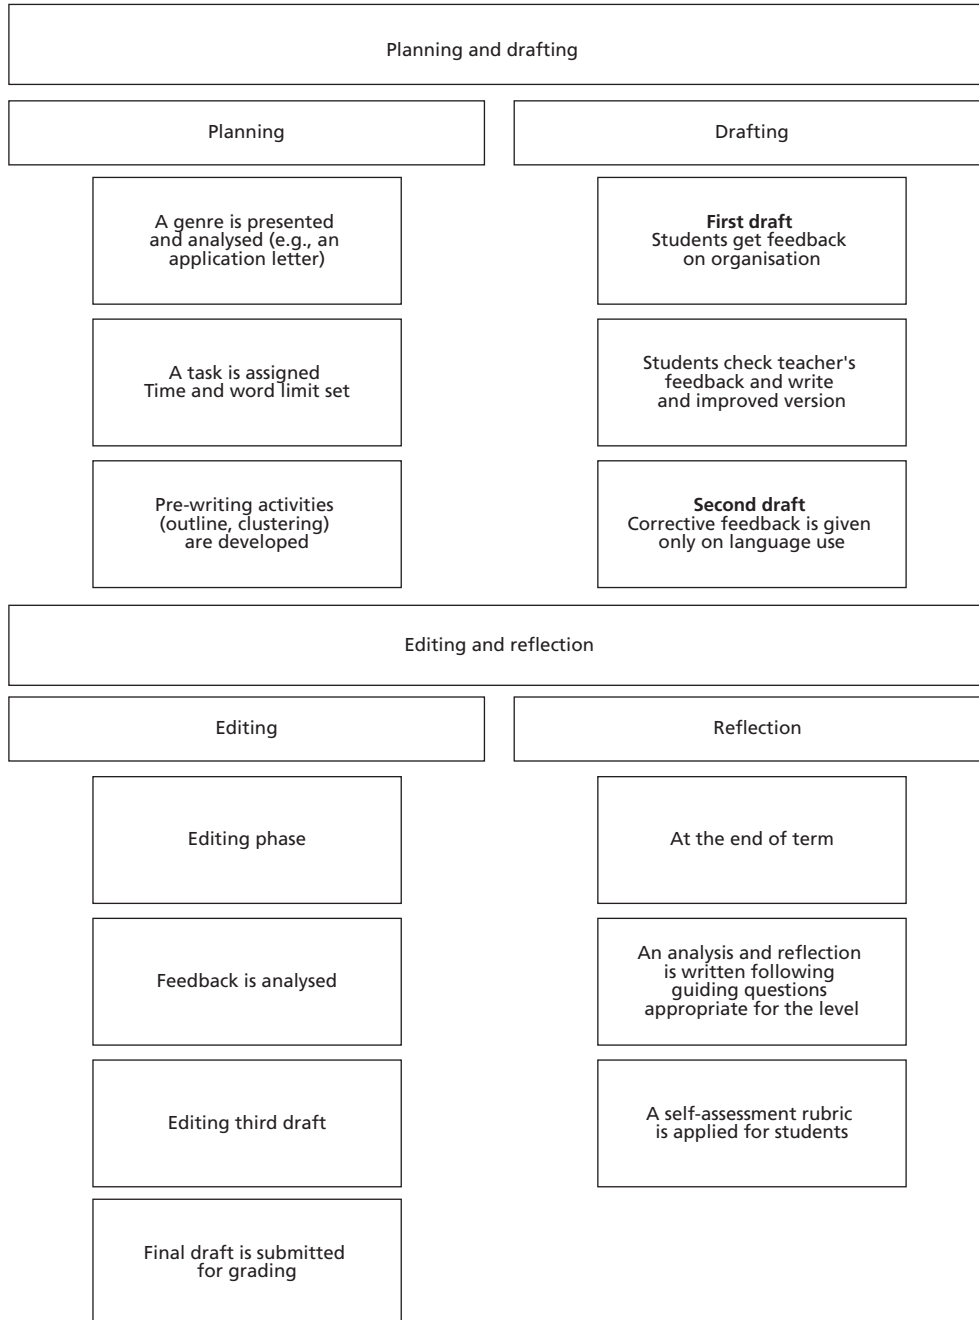 Planning and drafting
Planning
Drafting
A genre is presented
and analysed (e.g., an
application letter)
First draft
Students get feedback
on organisation
A task is assigned
Time and word limit set
Students check teacher's
feedback and write
and improved version
Pre-writing activities
(outline, clustering)
are developed
Second draft
Corrective feedback is given
only on language use
Editing and reflection
Editing
Reflection
Editing phase
At the end of term
Feedback is analysed
An analysis and reflection
is written following
guiding questions
appropriate for the level
Editing third draft
A self-assessment rubric
is applied for students
Final draft is submitted
for grading